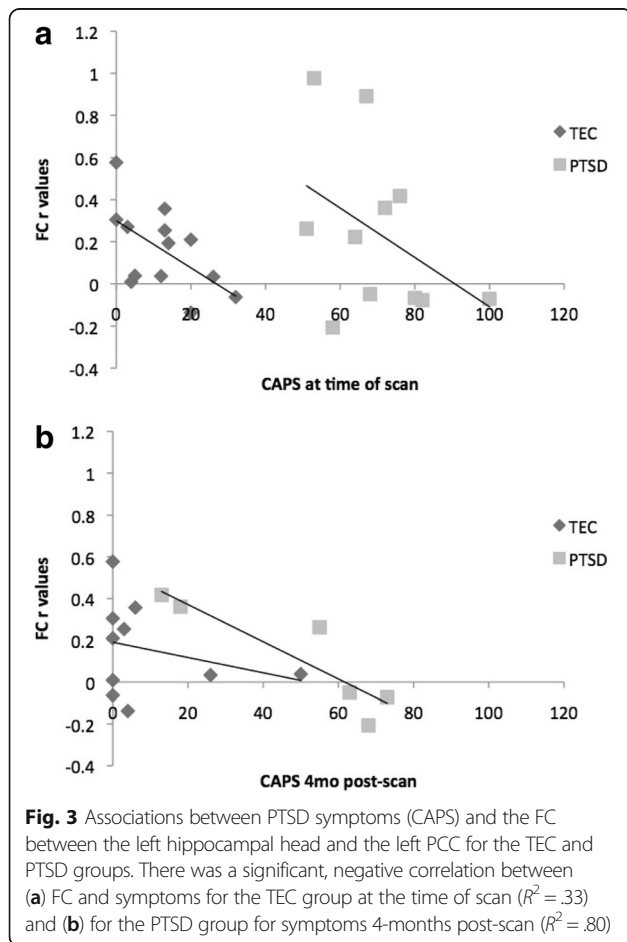 a
1.2
1
0.8
0.6
0.4
0.2
0
-0.2
-0.4
FC r values
0 20 40 60 80 100 120
CAPS at time of scan
TEC
PTSD
b
1.2
1
0.8
0.6
0.4
0.2
0
-0.2
-0.4
FC r values
0 20 40 60 80 100 120
CAPS 4mo post-scan
TEC
PTSD
Fig. 3 Associations between PTSD symptoms (CAPS) and the FC
between the left hippocampal head and the left PCC for the TEC and
PTSD groups. There was a significant, negative correlation between
(a) FC and symptoms for the TEC group at the time of scan (R² = .33)
and (b) for the PTSD group for symptoms 4-months post-scan (R² = .80)